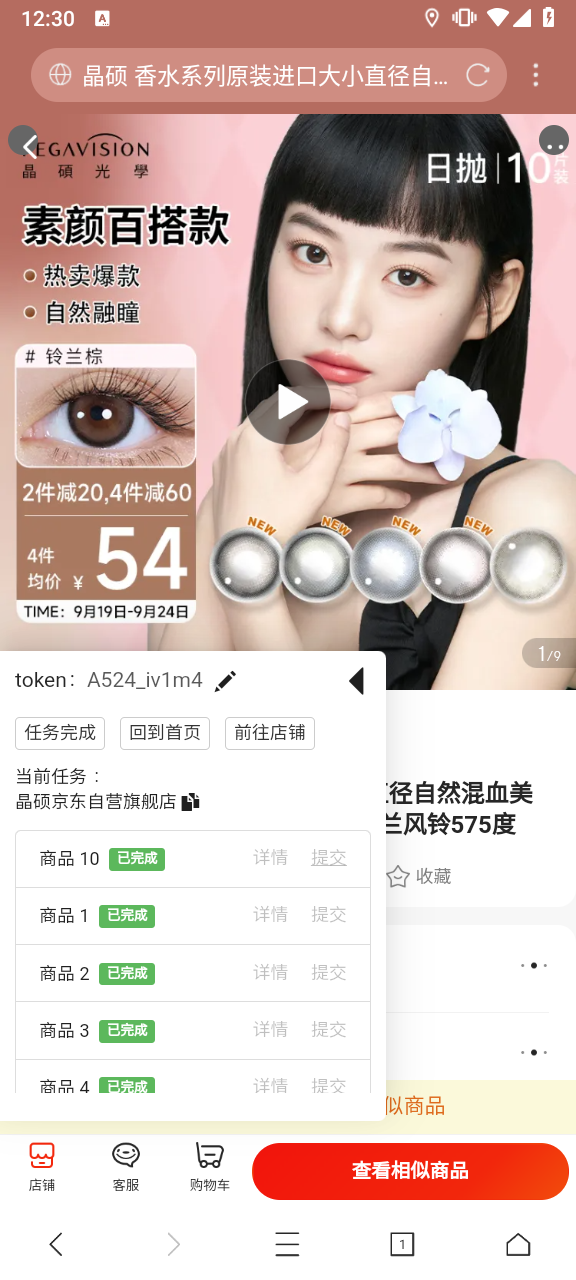 12:30
晶硕 香水系列原装进口大小直径自...
EGAVISION
晶碩光學
日抛 10片装
素颜百搭款
热卖爆款
自然融瞳
# 铃兰棕
2件减20,4件减60
4件均价 ¥ 54
TIME: 9月19日-9月24日
NEW NEW NEW NEW
1/9
token: A524_iv1m4
任务完成 回到首页 前往店铺
当前任务：
晶硕京东自营旗舰店
径自然混血美
兰风铃575度
收藏
商品 10 已完成 详情 提交
商品 1 已完成 详情 提交
商品 2 已完成 详情 提交
商品 3 已完成 详情 提交
商品 4 已完成 详情 提交
似商品
店铺 客服 购物车 查看相似商品
1